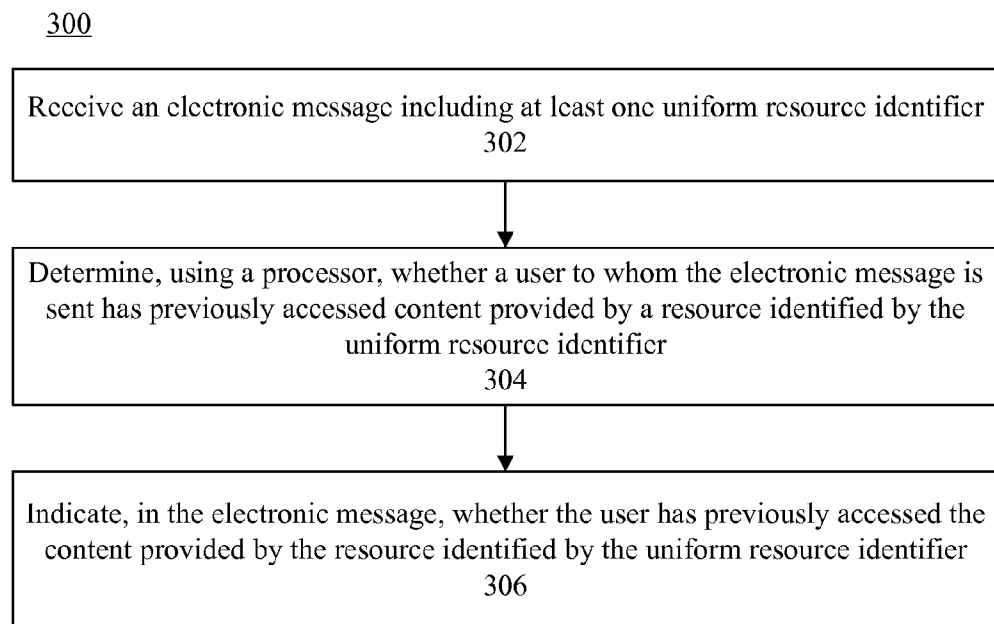 300
Receive an electronic message including at least one uniform resource identifier
302
Determine, using a processor, whether a user to whom the electronic message is
sent has previously accessed content provided by a resource identified by the
uniform resource identifier
304
Indicate, in the electronic message, whether the user has previously accessed the
content provided by the resource identified by the uniform resource identifier
306